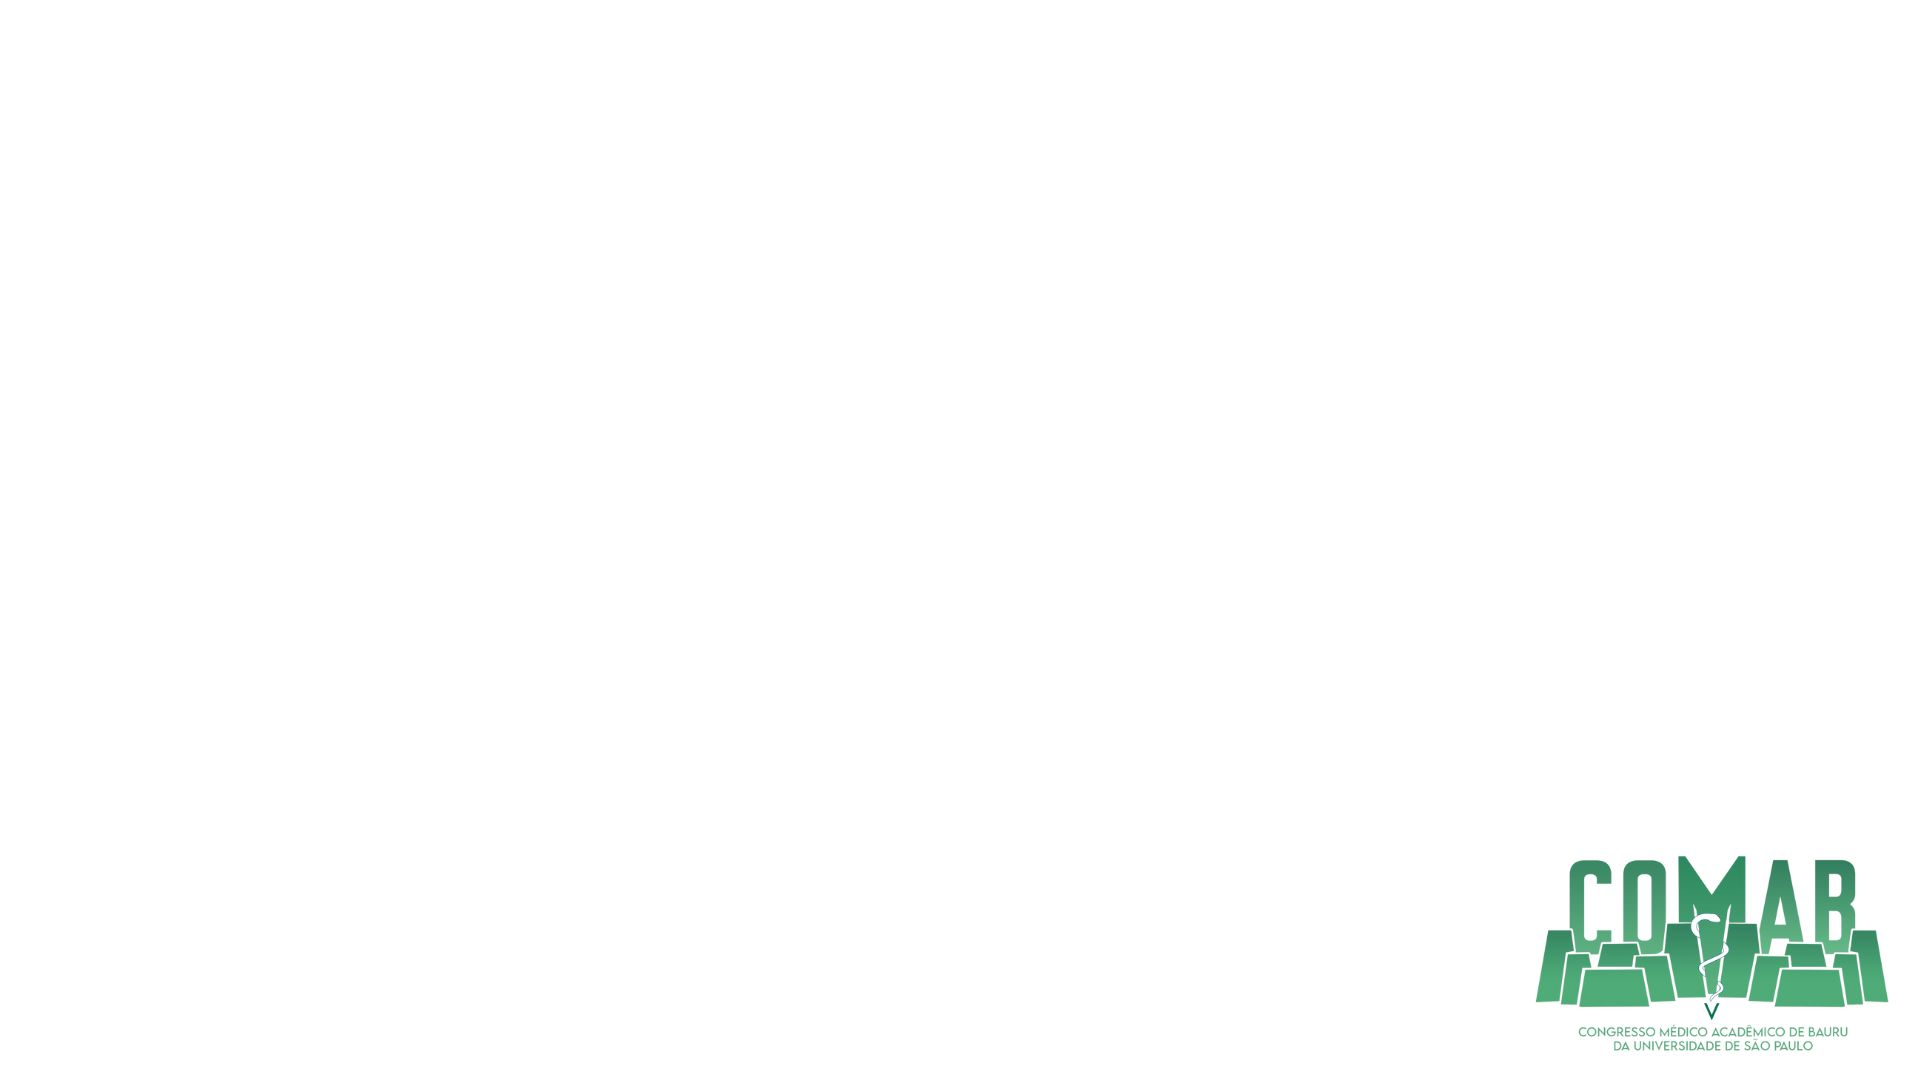 COMAB
V
CONGRESSO MÉDICO ACADÊMICO DE BAURU
DA UNIVERSIDADE DE SÃO PAULO